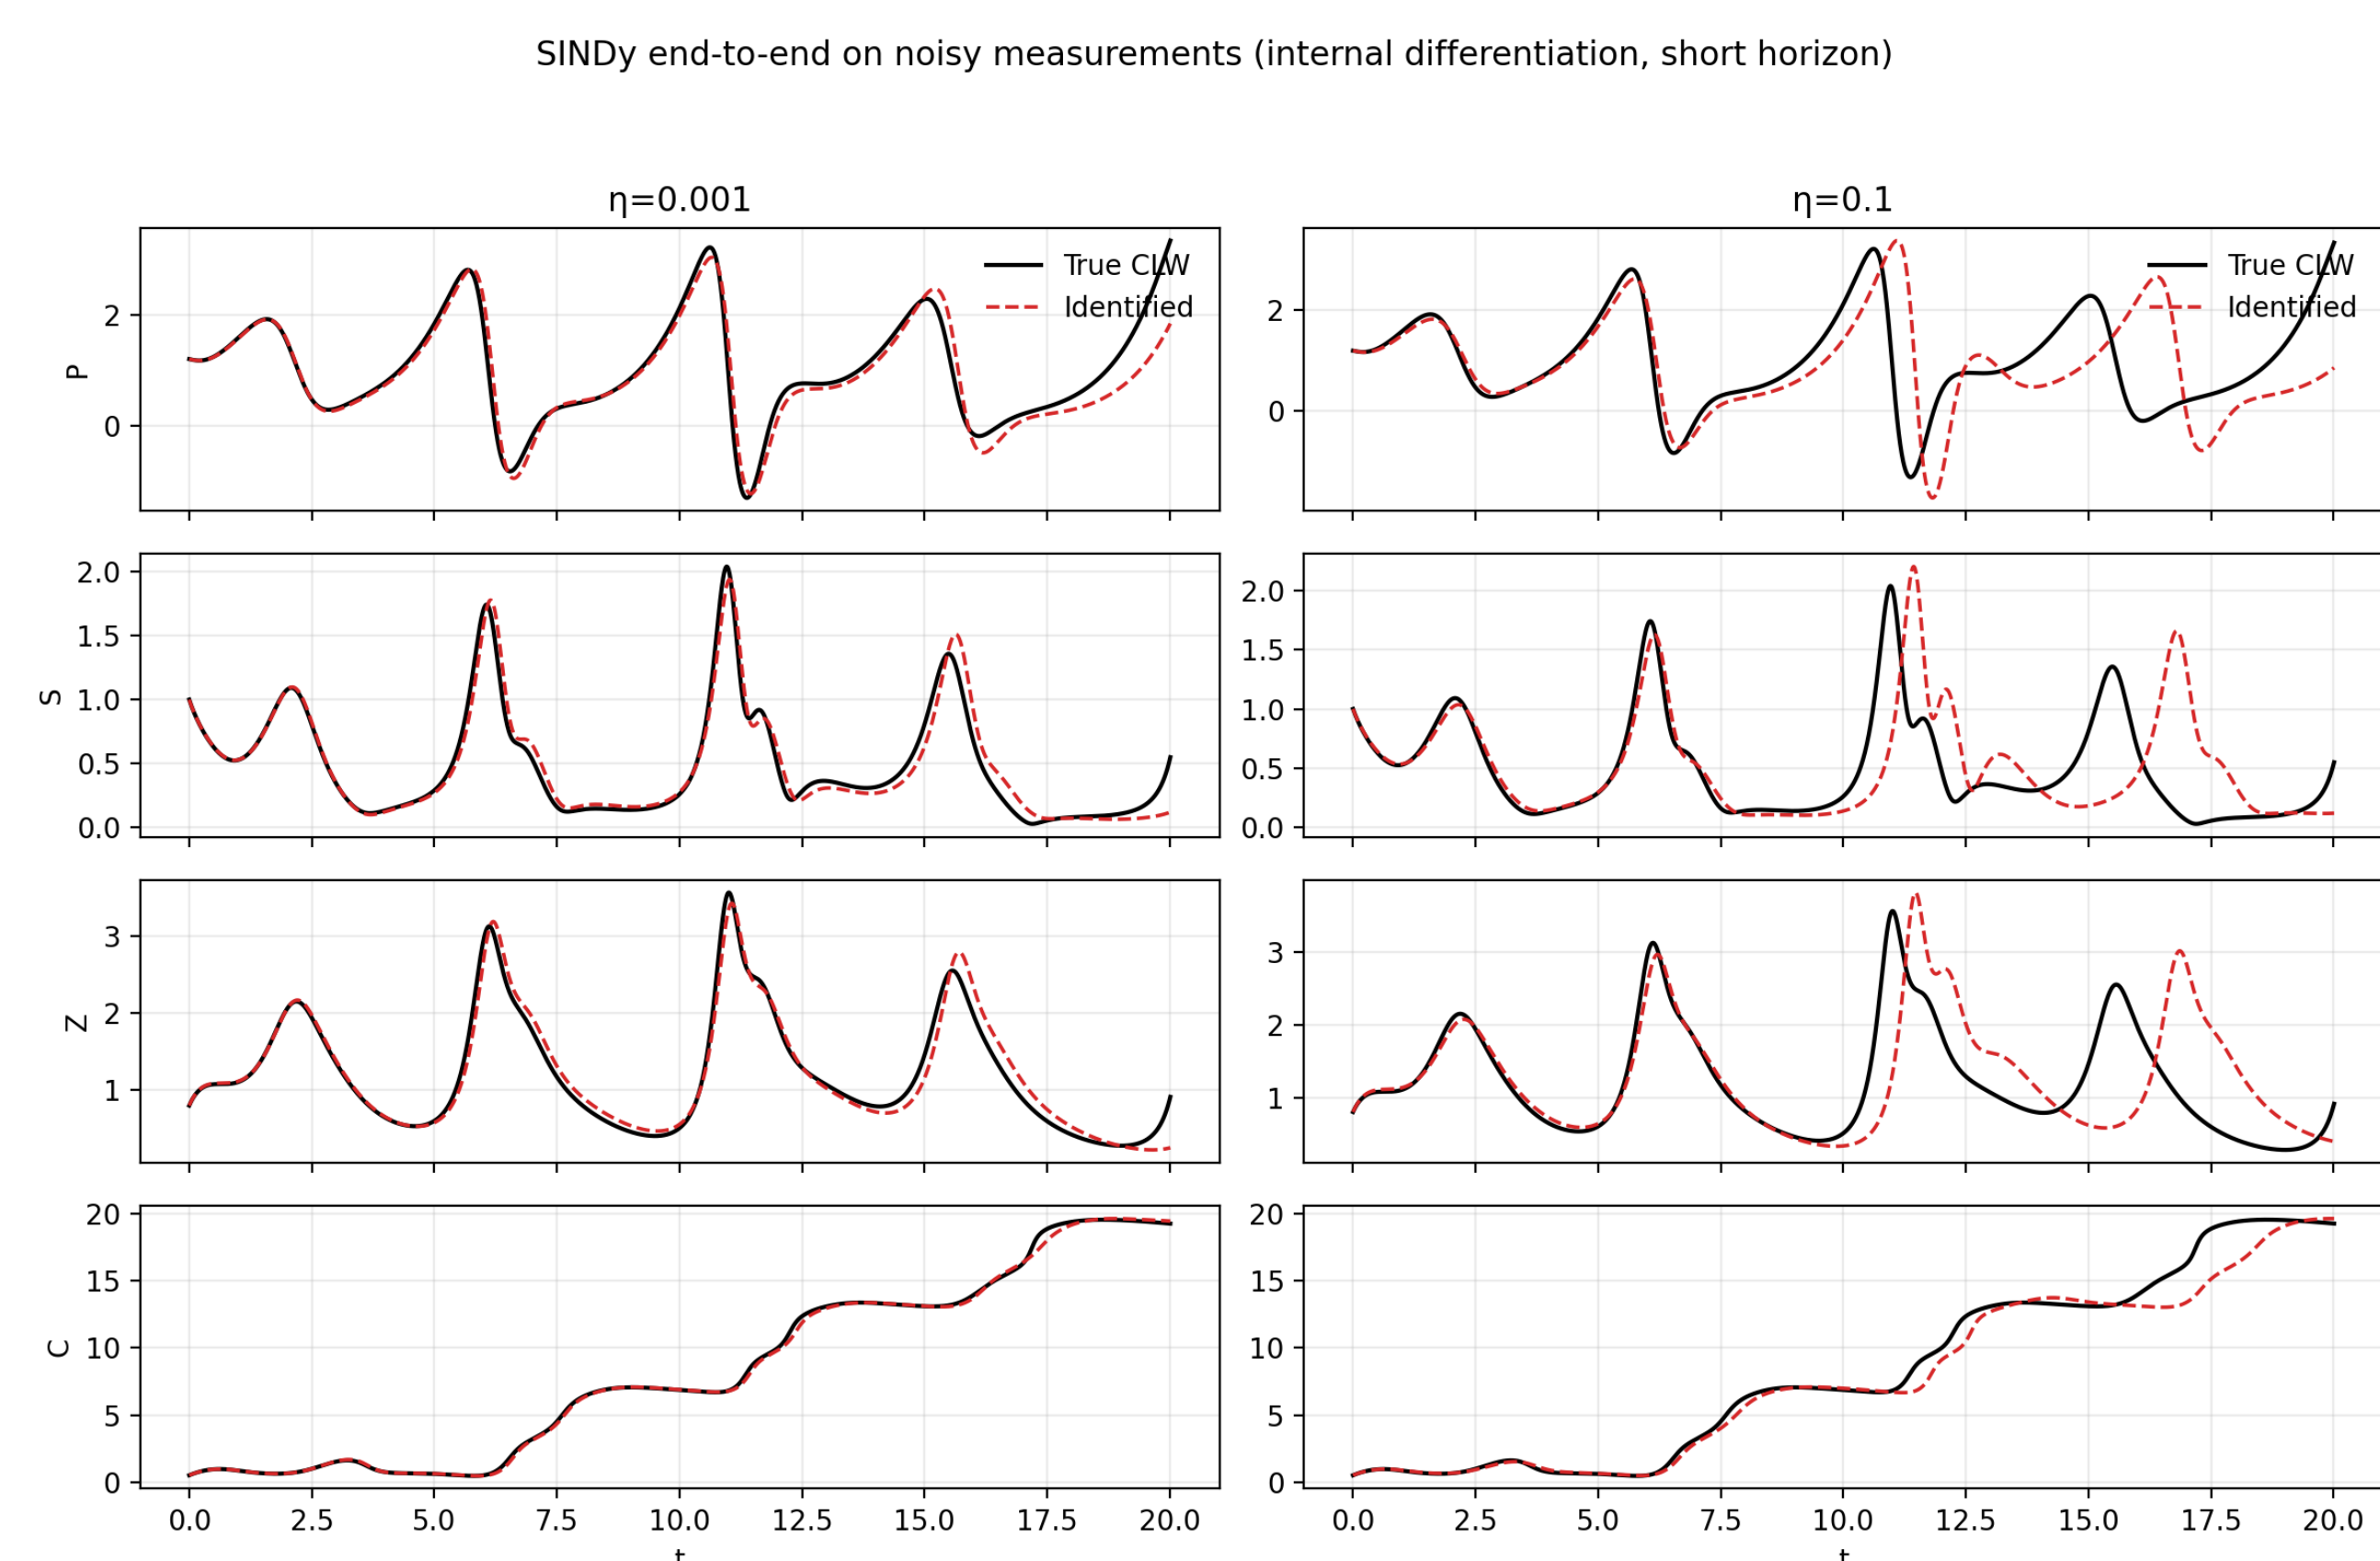 SINDy end-to-end on noisy measurements (internal differentiation, short horizon)
η=0.001
η=0.1
True CLW
Identified
True CLW
Identified
P
2
0
2
0
S
2.0
1.5
1.0
0.5
0.0
2.0
1.5
1.0
0.5
0.0
Z
3
2
1
3
2
1
C
20
15
10
5
0
20
15
10
5
0
0.0 2.5 5.0 7.5 10.0 12.5 15.0 17.5 20.0
0.0 2.5 5.0 7.5 10.0 12.5 15.0 17.5 20.0
t
t